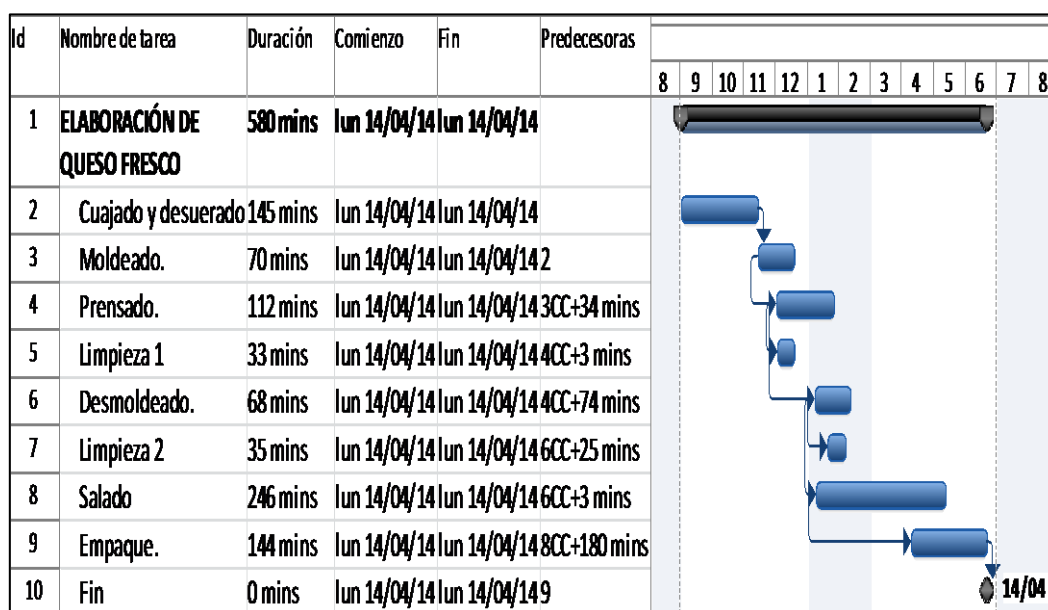 Id Nombre de tarea Duración Comienzo Fin Predecesoras
8 9 10 11 12 1 2 3 4 5 6 7 8
1 ELABORACIÓN DE 580 mins lun 14/04/14 lun 14/04/14
QUESO FRESCO
2 Cuajado y desuerado 145 mins lun 14/04/14 lun 14/04/14
3 Moldeado. 70 mins lun 14/04/14 lun 14/04/14 2
4 Prensado. 112 mins lun 14/04/14 lun 14/04/14 3CC+34 mins
5 Limpieza 1 33 mins lun 14/04/14 lun 14/04/14 4CC+3 mins
6 Desmoldeado. 68 mins lun 14/04/14 lun 14/04/14 4CC+74 mins
7 Limpieza 2 35 mins lun 14/04/14 lun 14/04/14 6CC+25 mins
8 Salado 246 mins lun 14/04/14 lun 14/04/14 6CC+3 mins
9 Empaque. 144 mins lun 14/04/14 lun 14/04/14 8CC+180 mins
10 Fin 0 mins lun 14/04/14 lun 14/04/14 9 14/04